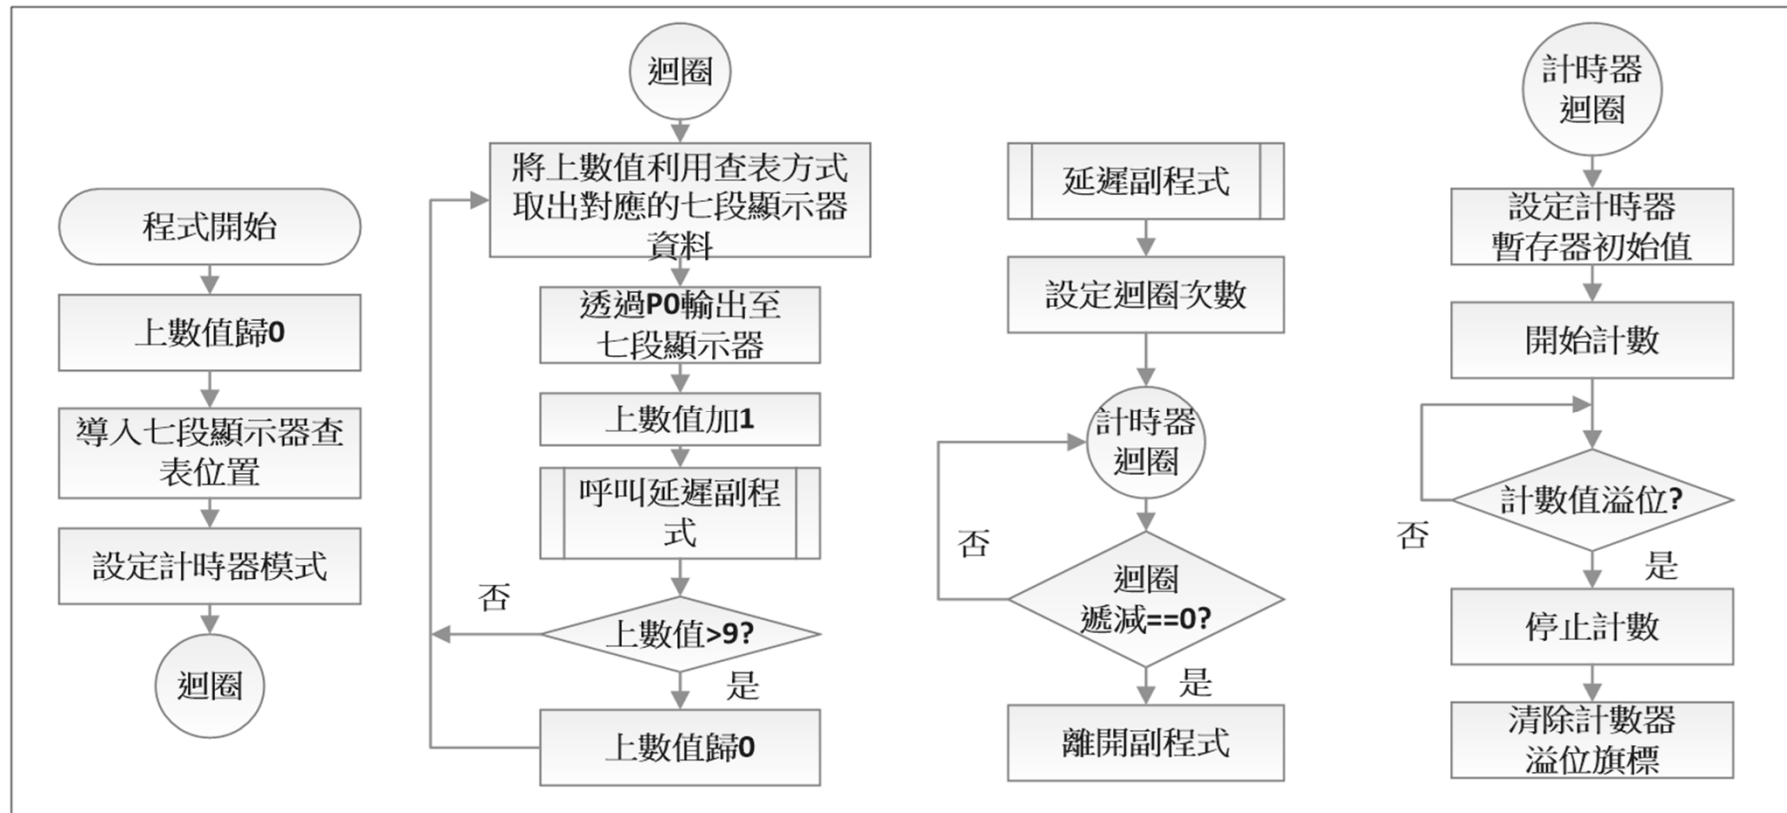 程式開始
上數值歸0
導入七段顯示器查
表位置
設定計時器模式
迴圈
迴圈
將上數值利用查表方式
取出對應的七段顯示器
資料
透過P0輸出至
七段顯示器
上數值加1
呼叫延遲副程
式
上數值>9?
否
是
上數值歸0
延遲副程式
設定迴圈次數
計時器
迴圈
迴圈
遞減==0?
否
是
離開副程式
計時器
迴圈
設定計時器
暫存器初始值
開始計數
計數值溢位?
否
是
停止計數
清除計數器
溢位旗標